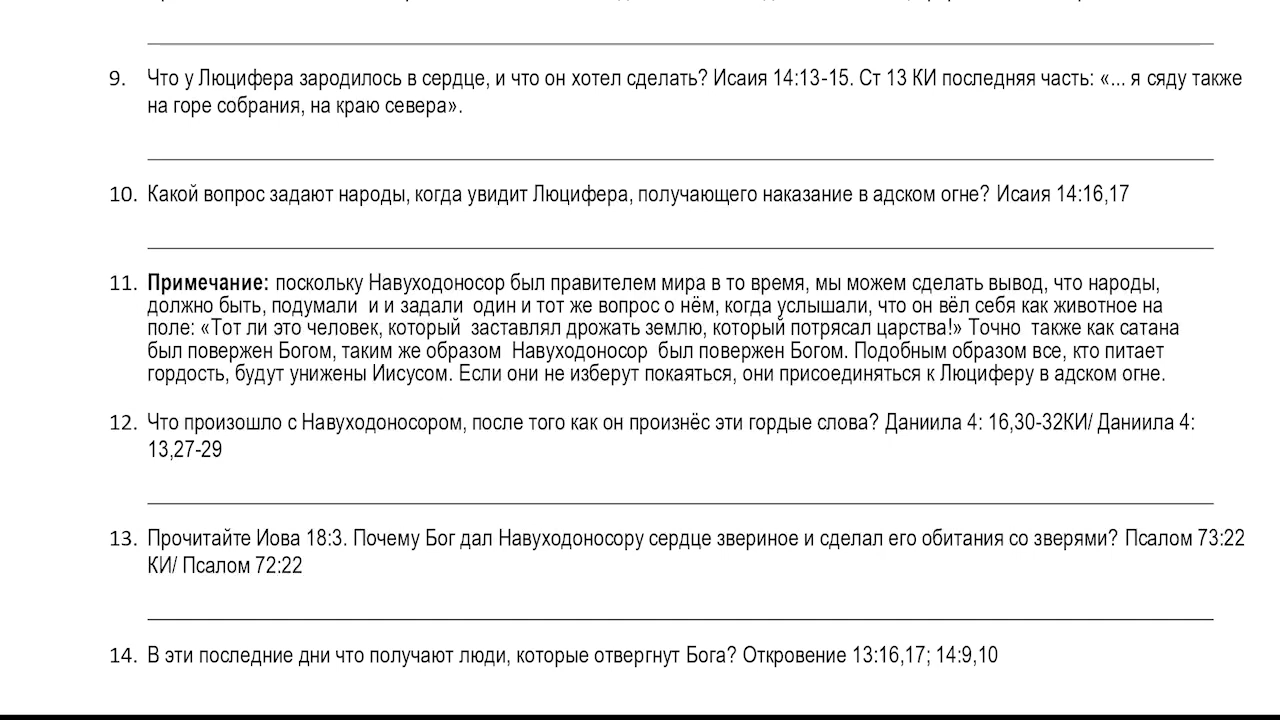 9. Что у Люцифера зародилось в сердце, и что он хотел сделать? Исаия 14:13-15. Ст 13 КИ последняя часть: «... я сяду также
на горе собрания, на краю севера».
10. Какой вопрос задают народы, когда увидит Люцифера, получающего наказание в адском огне? Исаия 14:16,17
11. Примечание: поскольку Навуходоносор был правителем мира в то время, мы можем сделать вывод, что народы,
должно быть, подумали и и задали один и тот же вопрос о нём, когда услышали, что он вёл себя как животное на
поле: «Тот ли это человек, который заставлял дрожать землю, который потрясал царства!» Точно также как сатана
был повержен Богом, таким же образом Навуходоносор был повержен Богом. Подобным образом все, кто питает
гордость, будут унижены Иисусом. Если они не изберут покаяться, они присоединяться к Люциферу в адском огне.
12. Что произошло с Навуходоносором, после того как он произнёс эти гордые слова? Даниила 4: 16,30-32КИ/ Даниила 4:
13,27-29
13. Прочитайте Иова 18:3. Почему Бог дал Навуходоносору сердце звериное и сделал его обитания со зверями? Псалом 73:22
КИ/ Псалом 72:22
14. В эти последние дни что получают люди, которые отвергнут Бога? Откровение 13:16,17; 14:9,10